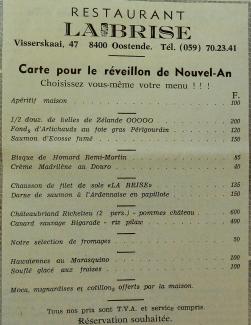 RESTAURANT
LA BRISE
Visserskaai, 47 8400 Oostende. Tél. (059) 70.23.41
Carte pour le réveillon de Nouvel-An
Choisissez vous-même votre menu ! ! !
F.
Apéritif maison 100
1/2 douz. de belles de Zélande OOOOO 200
Fonds d'Artichauts au foie gras Périgourdin 120
Saumon d'Ecosse fumé 150
Bisque de Homard Remi-Martin 85
Crème Madrilène au Douro 40
Chausson de filet de sole «LA BRISE» 135
Darne de saumon à l'Ardennaise en papillote 150
Châteaubriand Richelieu (2 pers.) - pommes château 600
Canard sauvage Bigarade - riz pilaw 400
Notre sélection de fromages 50
Hawaïennes au Marasquino 100
Soufflé glacé aux fraises 100
Moca, mignardises et cotillons offerts par la maison.
Tous nos prix sont T.V.A. et service compris.
Réservation souhaitée.